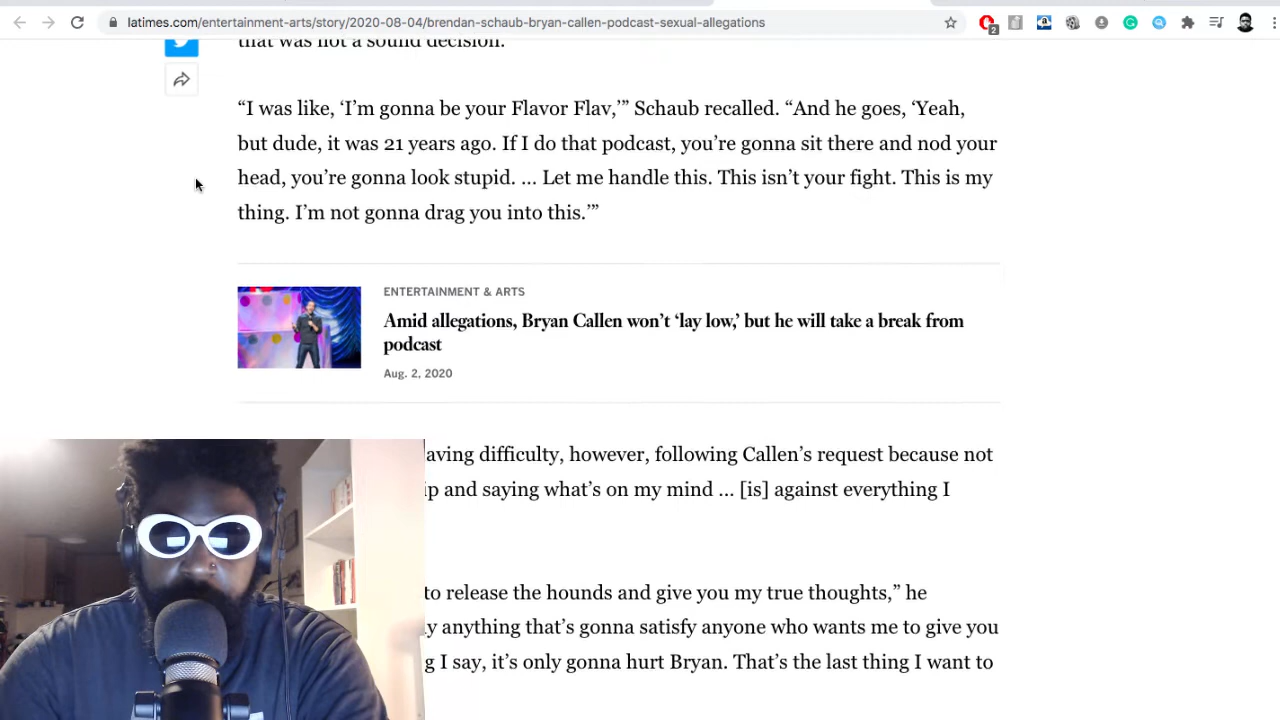 latimes.com/entertainment-arts/story/2020-08-04/brendan-schaub-bryan-callen-podcast-sexual-allegations
2
that was not a sound decision.
“I was like, ‘I’m gonna be your Flavor Flav,’” Schaub recalled. “And he goes, ‘Yeah,
but dude, it was 21 years ago. If I do that podcast, you’re gonna sit there and nod your
head, you’re gonna look stupid. ... Let me handle this. This isn’t your fight. This is my
thing. I’m not gonna drag you into this.’”
ENTERTAINMENT & ARTS
Amid allegations, Bryan Callen won’t ‘lay low,’ but he will take a break from
podcast
Aug. 2, 2020
aving difficulty, however, following Callen’s request because not
ip and saying what’s on my mind ... [is] against everything I
to release the hounds and give you my true thoughts,” he
y anything that’s gonna satisfy anyone who wants me to give you
g I say, it’s only gonna hurt Bryan. That’s the last thing I want to